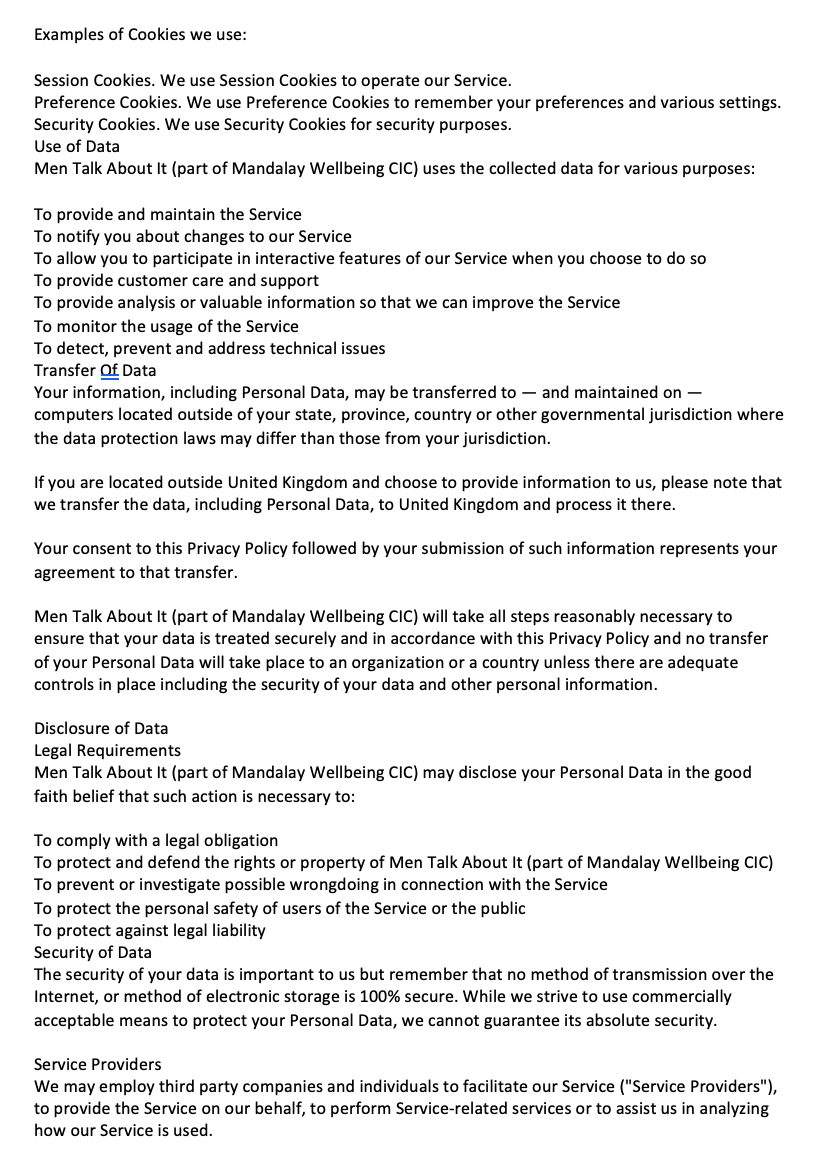 Examples of Cookies we use:
Session Cookies. We use Session Cookies to operate our Service.
Preference Cookies. We use Preference Cookies to remember your preferences and various settings.
Security Cookies. We use Security Cookies for security purposes.
Use of Data
Men Talk About It (part of Mandalay Wellbeing CIC) uses the collected data for various purposes:
To provide and maintain the Service
To notify you about changes to our Service
To allow you to participate in interactive features of our Service when you choose to do so
To provide customer care and support
To provide analysis or valuable information so that we can improve the Service
To monitor the usage of the Service
To detect, prevent and address technical issues
Transfer Of Data
Your information, including Personal Data, may be transferred to — and maintained on —
computers located outside of your state, province, country or other governmental jurisdiction where
the data protection laws may differ than those from your jurisdiction.
If you are located outside United Kingdom and choose to provide information to us, please note that
we transfer the data, including Personal Data, to United Kingdom and process it there.
Your consent to this Privacy Policy followed by your submission of such information represents your
agreement to that transfer.
Men Talk About It (part of Mandalay Wellbeing CIC) will take all steps reasonably necessary to
ensure that your data is treated securely and in accordance with this Privacy Policy and no transfer
of your Personal Data will take place to an organization or a country unless there are adequate
controls in place including the security of your data and other personal information.
Disclosure of Data
Legal Requirements
Men Talk About It (part of Mandalay Wellbeing CIC) may disclose your Personal Data in the good
faith belief that such action is necessary to:
To comply with a legal obligation
To protect and defend the rights or property of Men Talk About It (part of Mandalay Wellbeing CIC)
To prevent or investigate possible wrongdoing in connection with the Service
To protect the personal safety of users of the Service or the public
To protect against legal liability
Security of Data
The security of your data is important to us but remember that no method of transmission over the
Internet, or method of electronic storage is 100% secure. While we strive to use commercially
acceptable means to protect your Personal Data, we cannot guarantee its absolute security.
Service Providers
We may employ third party companies and individuals to facilitate our Service ("Service Providers"),
to provide the Service on our behalf, to perform Service-related services or to assist us in analyzing
how our Service is used.